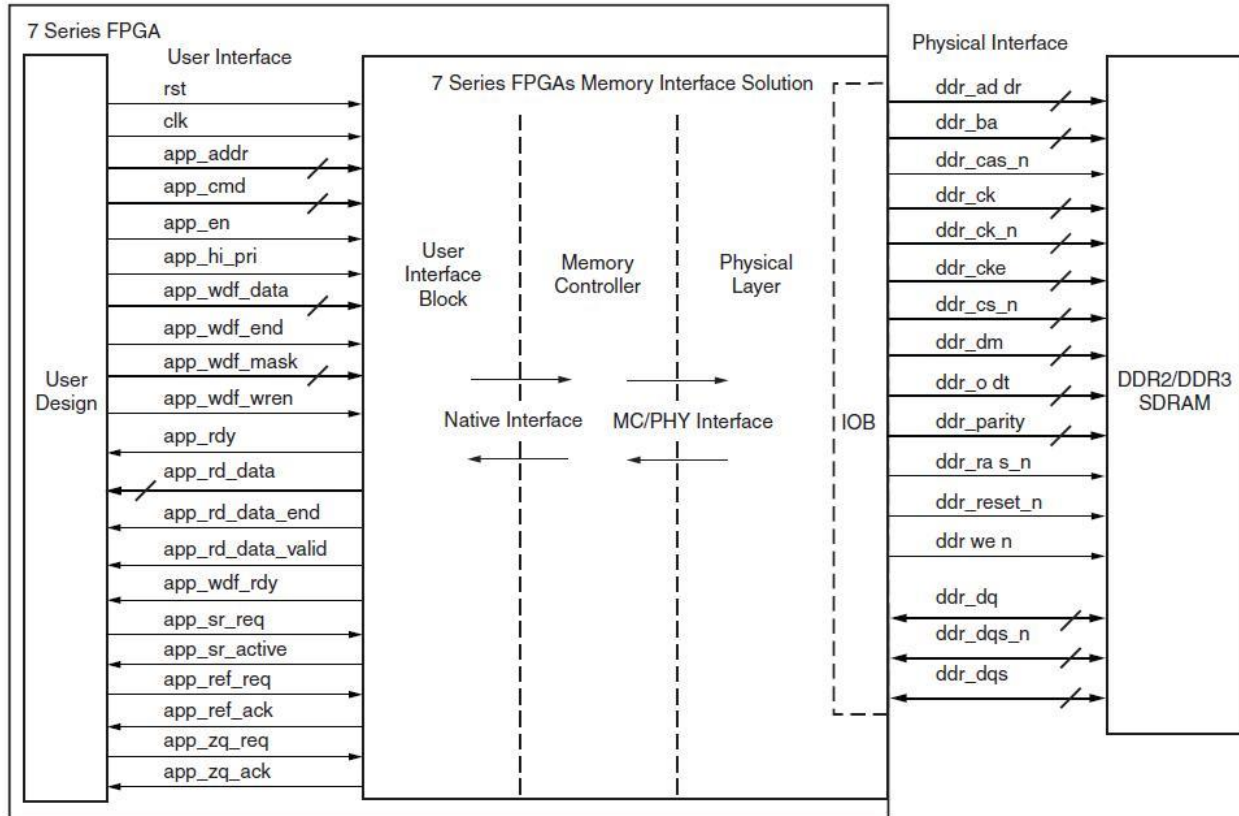 7 Series FPGA
User Interface
Physical Interface
7 Series FPGAs Memory Interface Solution
rst
clk
app_addr
app_cmd
app_en
app_hi_pri
app_wdf_data
app_wdf_end
app_wdf_mask
app_wdf_wren
app_rdy
app_rd_data
app_rd_data_end
app_rd_data_valid
app_wdf_rdy
app_sr_req
app_sr_active
app_ref_req
app_ref_ack
app_zq_req
app_zq_ack
User
Design
User
Interface
Block
Memory
Controller
Physical
Layer
Native Interface
MC/PHY Interface
IOB
ddr_ad dr
ddr_ba
ddr_cas_n
ddr_ck
ddr_ck_n
ddr_cke
ddr_cs_n
ddr_dm
ddr_o dt
ddr_parity
ddr_ra s_n
ddr_reset_n
ddr we n
ddr_dq
ddr_dqs_n
ddr_dqs
DDR2/DDR3
SDRAM